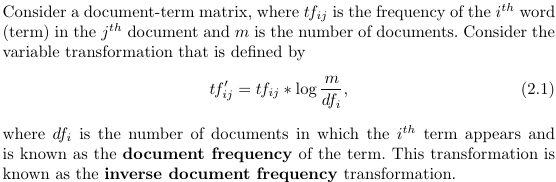 Consider a document-term matrix, where tf_{ij} is the frequency of the i^{th} word
(term) in the j^{th} document and m is the number of documents. Consider the
variable transformation that is defined by
tf'_{ij} = tf_{ij} ∗ log \frac{m}{df_i}, (2.1)
where df_i is the number of documents in which the i^{th} term appears and
is known as the document frequency of the term. This transformation is
known as the inverse document frequency transformation.